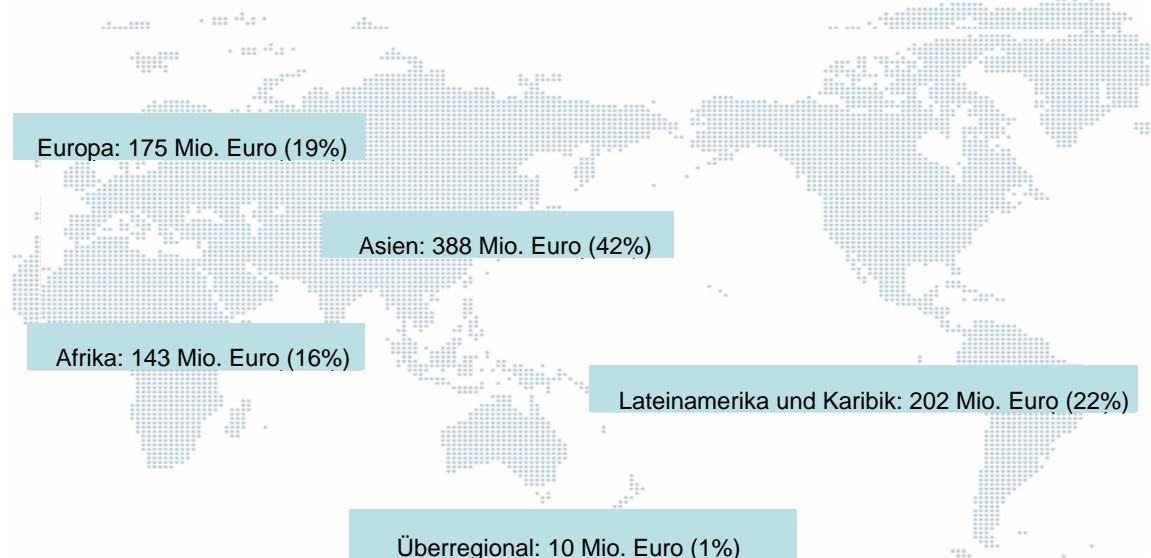 Europa: 175 Mio. Euro (19%)
Asien: 388 Mio. Euro (42%)
Afrika: 143 Mio. Euro (16%)
Lateinamerika und Karibik: 202 Mio. Euro (22%)
Überregional: 10 Mio. Euro (1%)